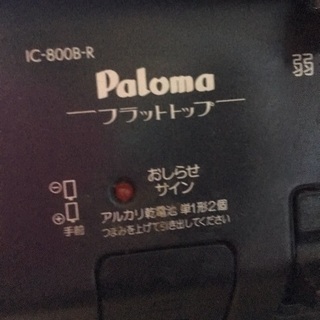 IC-800B-R
Paloma
弱
フラットトップ
おしらせ
サイン
⊖
⊕
手前
アルカリ乾電池 単1形2個
つまみを上げて引き出してください